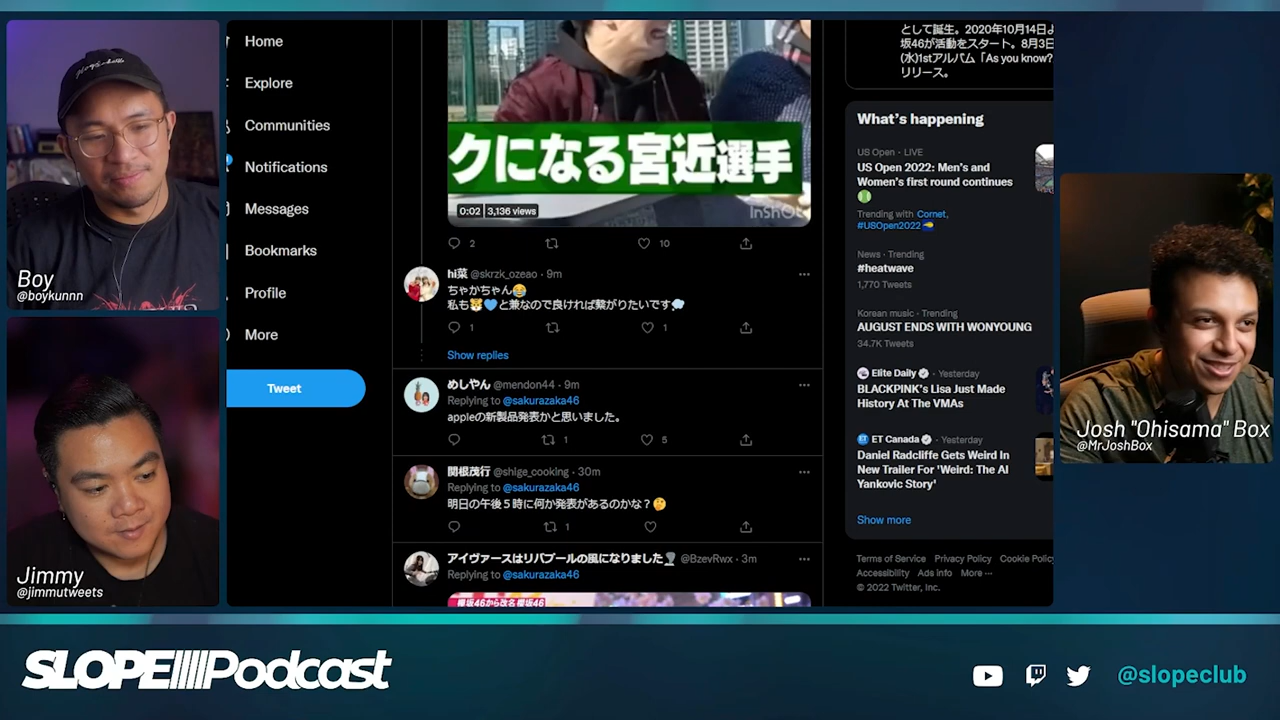 Boy
@boykunnn
Jimmy
@jimmutweets
Home
Explore
Communities
Notifications
Messages
Bookmarks
Profile
More
Tweet
クになる宮近選手
0:02 3,136 views
InShOt
2
10
hi菜 @skrzk_ozeao · 9m
ちゃかちゃん😂
私も🐯💙と兼なので良ければ繋がりたいです💭
1
1
Show replies
めしやん @mendon44 · 9m
Replying to @sakurazaka46
appleの新製品発表かと思いました。
1
5
関根茂行 @shige_cooking · 30m
Replying to @sakurazaka46
明日の午後５時に何か発表があるのかな？🤔
1
アイヴァースはリバプールの風になりました @BzevRwx · 3m
Replying to @sakurazaka46
欅坂46から改名 櫻坂46
として誕生。2020年10月14日よ
坂46が活動をスタート。8月3日
(水)1stアルバム「As you know?
リリース。
What's happening
US Open · LIVE
US Open 2022: Men's and
Women's first round continues
Trending with Cornet,
#USOpen2022
News · Trending
#heatwave
1,770 Tweets
Korean music · Trending
AUGUST ENDS WITH WONYOUNG
34.7K Tweets
Elite Daily · Yesterday
BLACKPINK's Lisa Just Made
History At The VMAs
ET Canada · Yesterday
Daniel Radcliffe Gets Weird In
New Trailer For 'Weird: The Al
Yankovic Story'
Show more
Terms of Service Privacy Policy Cookie Policy
Accessibility Ads info More ···
© 2022 Twitter, Inc.
Josh "Ohisama" Box
@MrJoshBox
SLOPE Podcast
@slopeclub